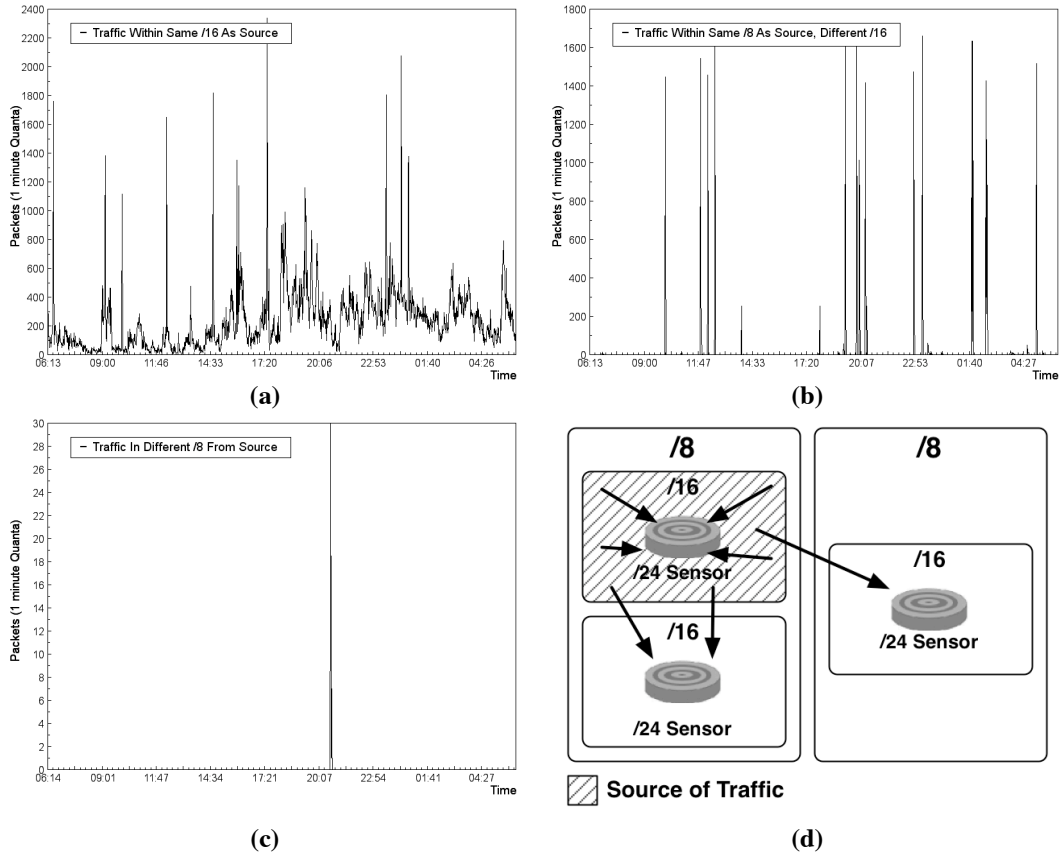 2400
2200
2000
1800
1600
1400
1200
1000
800
600
400
200
0
Packets (1 minute Quanta)
– Traffic Within Same /16 As Source
06:13 09:00 11:46 14:33 17:20 20:06 22:53 01:40 04:26
Time
(a)
1800
1600
1400
1200
1000
800
600
400
200
0
Packets (1 minute Quanta)
– Traffic Within Same /8 As Source, Different /16
06:13 09:00 11:47 14:33 17:20 20:07 22:53 01:40 04:27
Time
(b)
30
28
26
24
22
20
18
16
14
12
10
8
6
4
2
0
Packets (1 minute Quanta)
– Traffic In Different /8 From Source
06:14 09:01 11:47 14:34 17:21 20:07 22:54 01:41 04:27
Time
(c)
/8
/16
/24 Sensor
/16
/24 Sensor
/8
/16
/24 Sensor
Source of Traffic
(d)